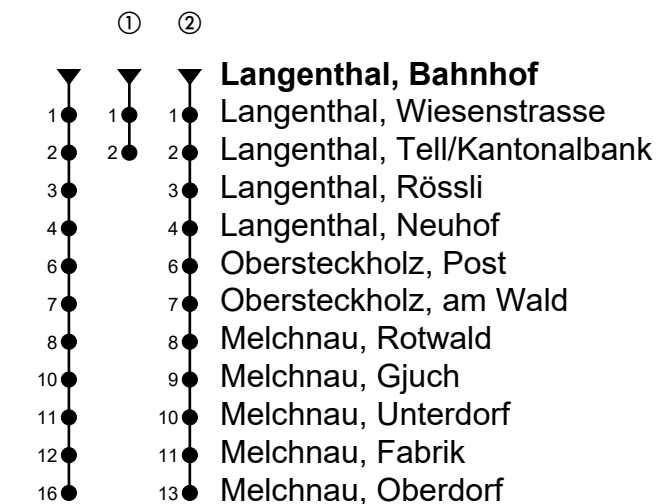 ① ②
Langenthal, Bahnhof
1 1 1 Langenthal, Wiesenstrasse
2 2 2 Langenthal, Tell/Kantonalbank
3 3 Langenthal, Rössli
4 4 Langenthal, Neuhof
6 6 Obersteckholz, Post
7 7 Obersteckholz, am Wald
8 8 Melchnau, Rotwald
10 9 Melchnau, Gjuch
11 10 Melchnau, Unterdorf
12 11 Melchnau, Fabrik
16 13 Melchnau, Oberdorf